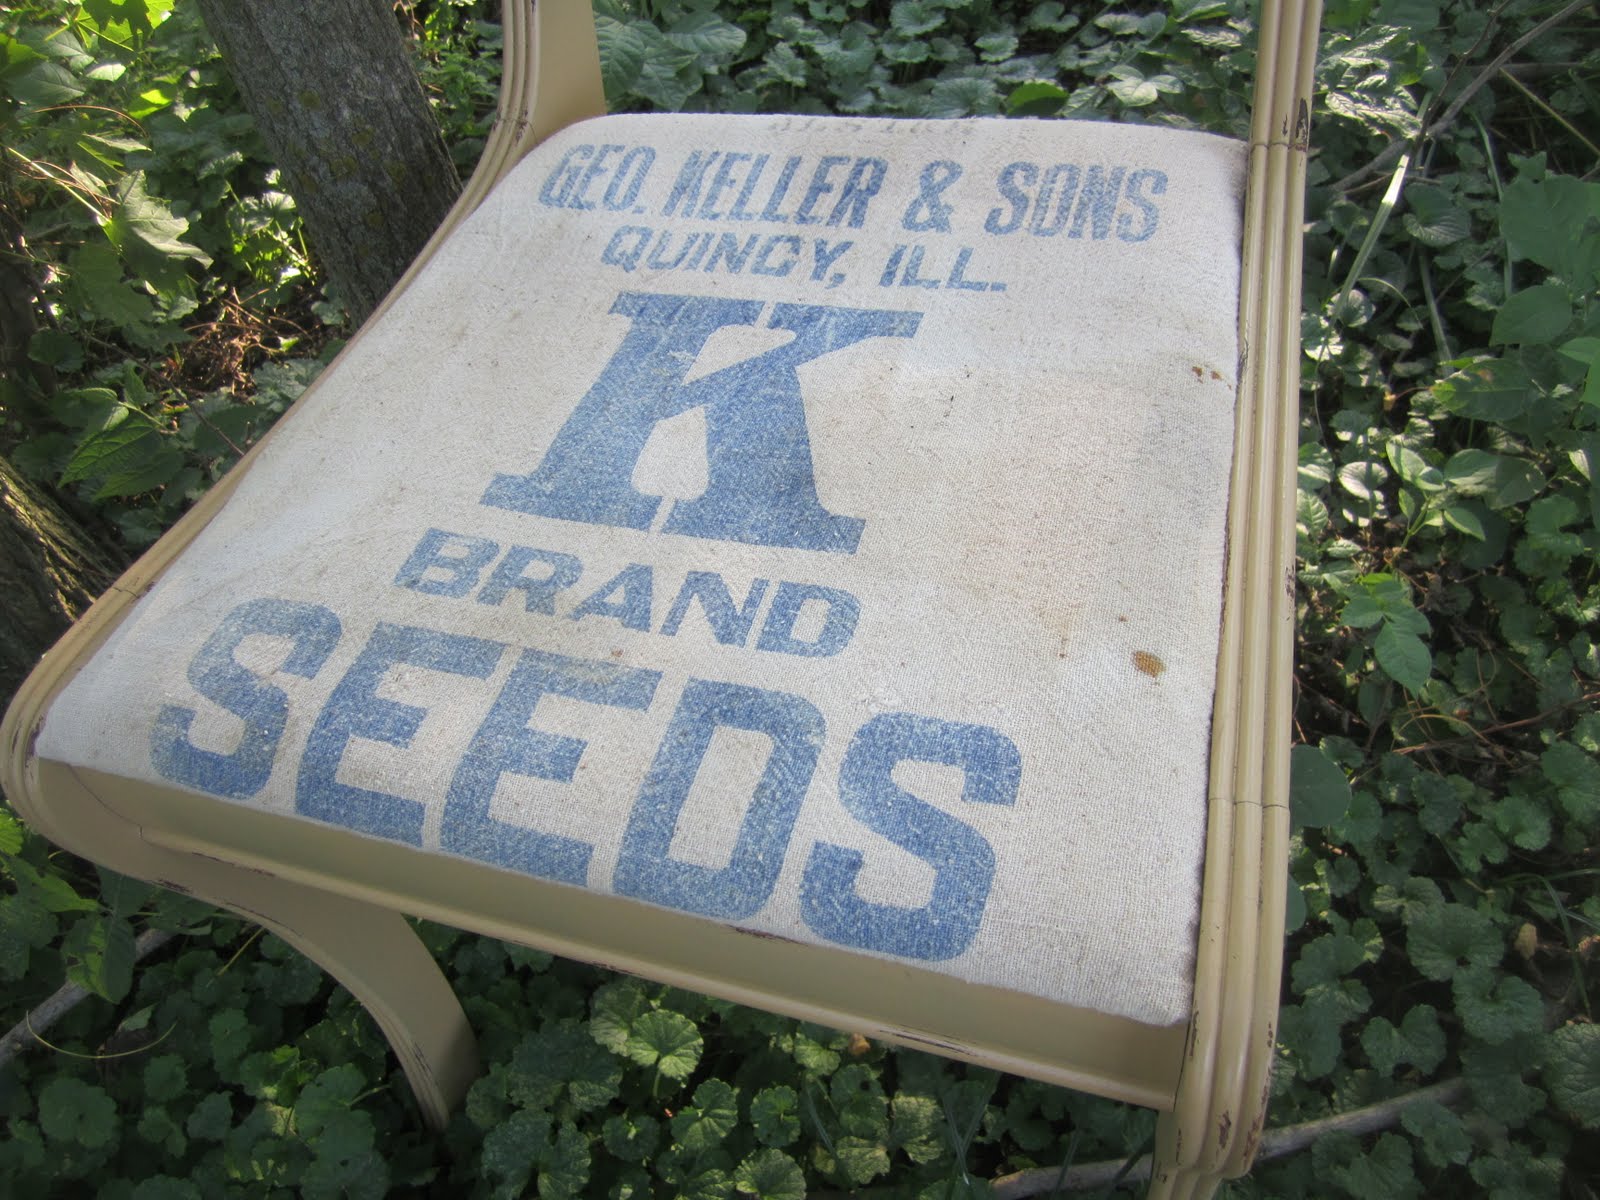 GEO. KELLER & SONS
QUINCY, ILL.
K
BRAND
SEEDS